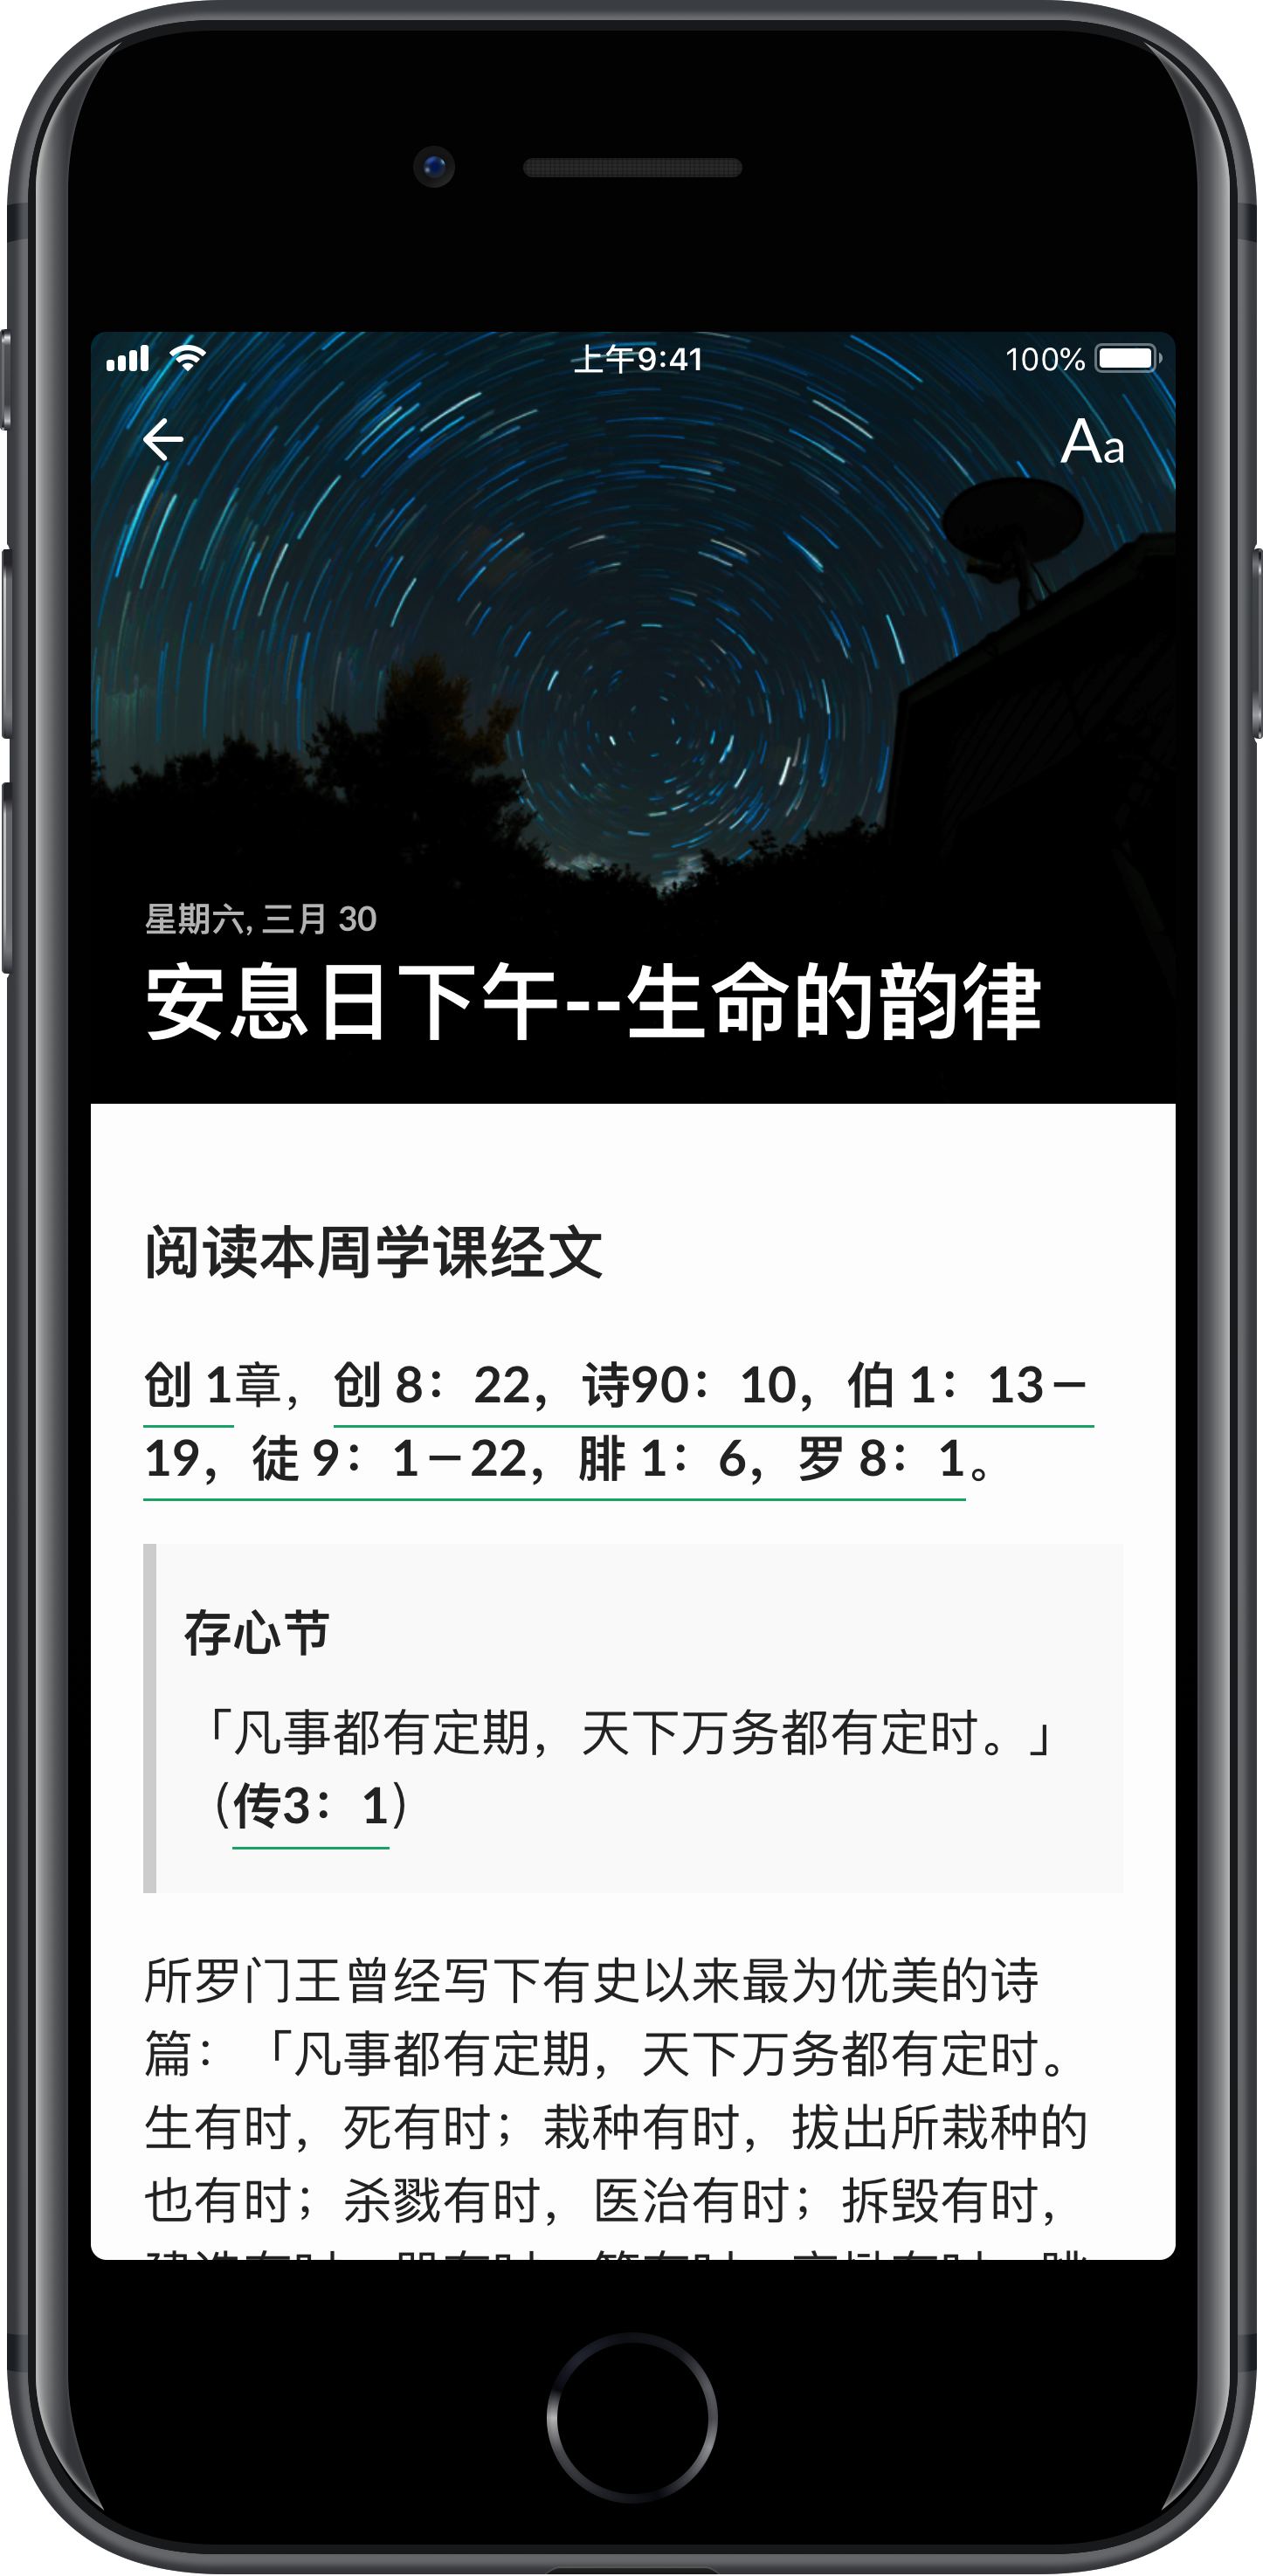 上午9:41 100%
Aa
星期六, 三月 30
安息日下午--生命的韵律
阅读本周学课经文
创 1章，创 8：22，诗90：10，伯 1：13－
19，徒 9：1－22，腓 1：6，罗 8：1。
存心节
「凡事都有定期，天下万务都有定时。」
（传3：1）
所罗门王曾经写下有史以来最为优美的诗
篇：「凡事都有定期，天下万务都有定时。
生有时，死有时；栽种有时，拔出所栽种的
也有时；杀戮有时，医治有时；拆毁有时，